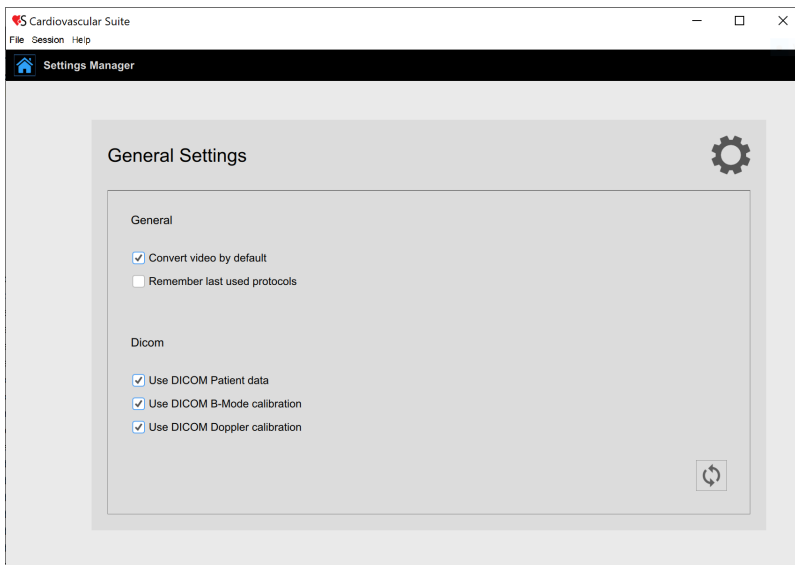 S Cardiovascular Suite
File Session Help
Settings Manager
General Settings
General
Convert video by default
Remember last used protocols
Dicom
Use DICOM Patient data
Use DICOM B-Mode calibration
Use DICOM Doppler calibration